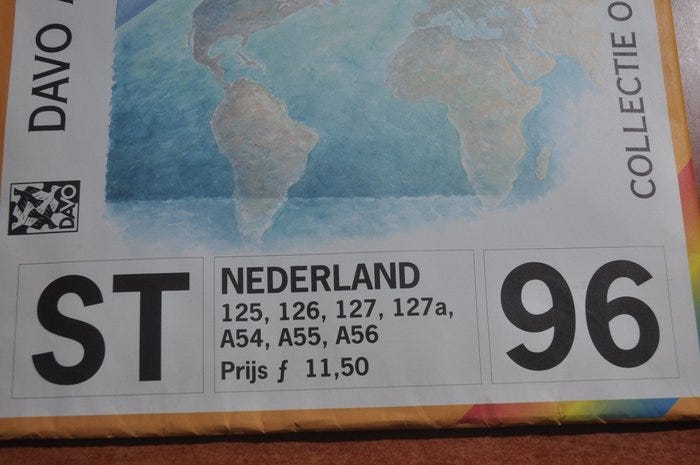 DAVO
COLLECTIE
DAVO
ST
NEDERLAND
125, 126, 127, 127a,
A54, A55, A56
Prijs ƒ 11,50
96